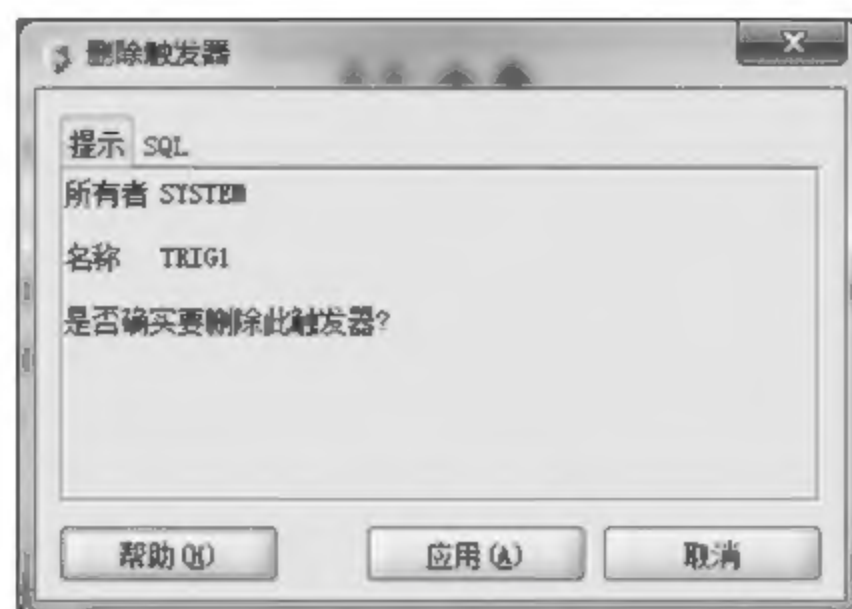 删除触发器
提示 SQL
所有者 SYSTEM
名称 TRIG1
是否确实要删除此触发器?
帮助(H) 应用(A) 取消